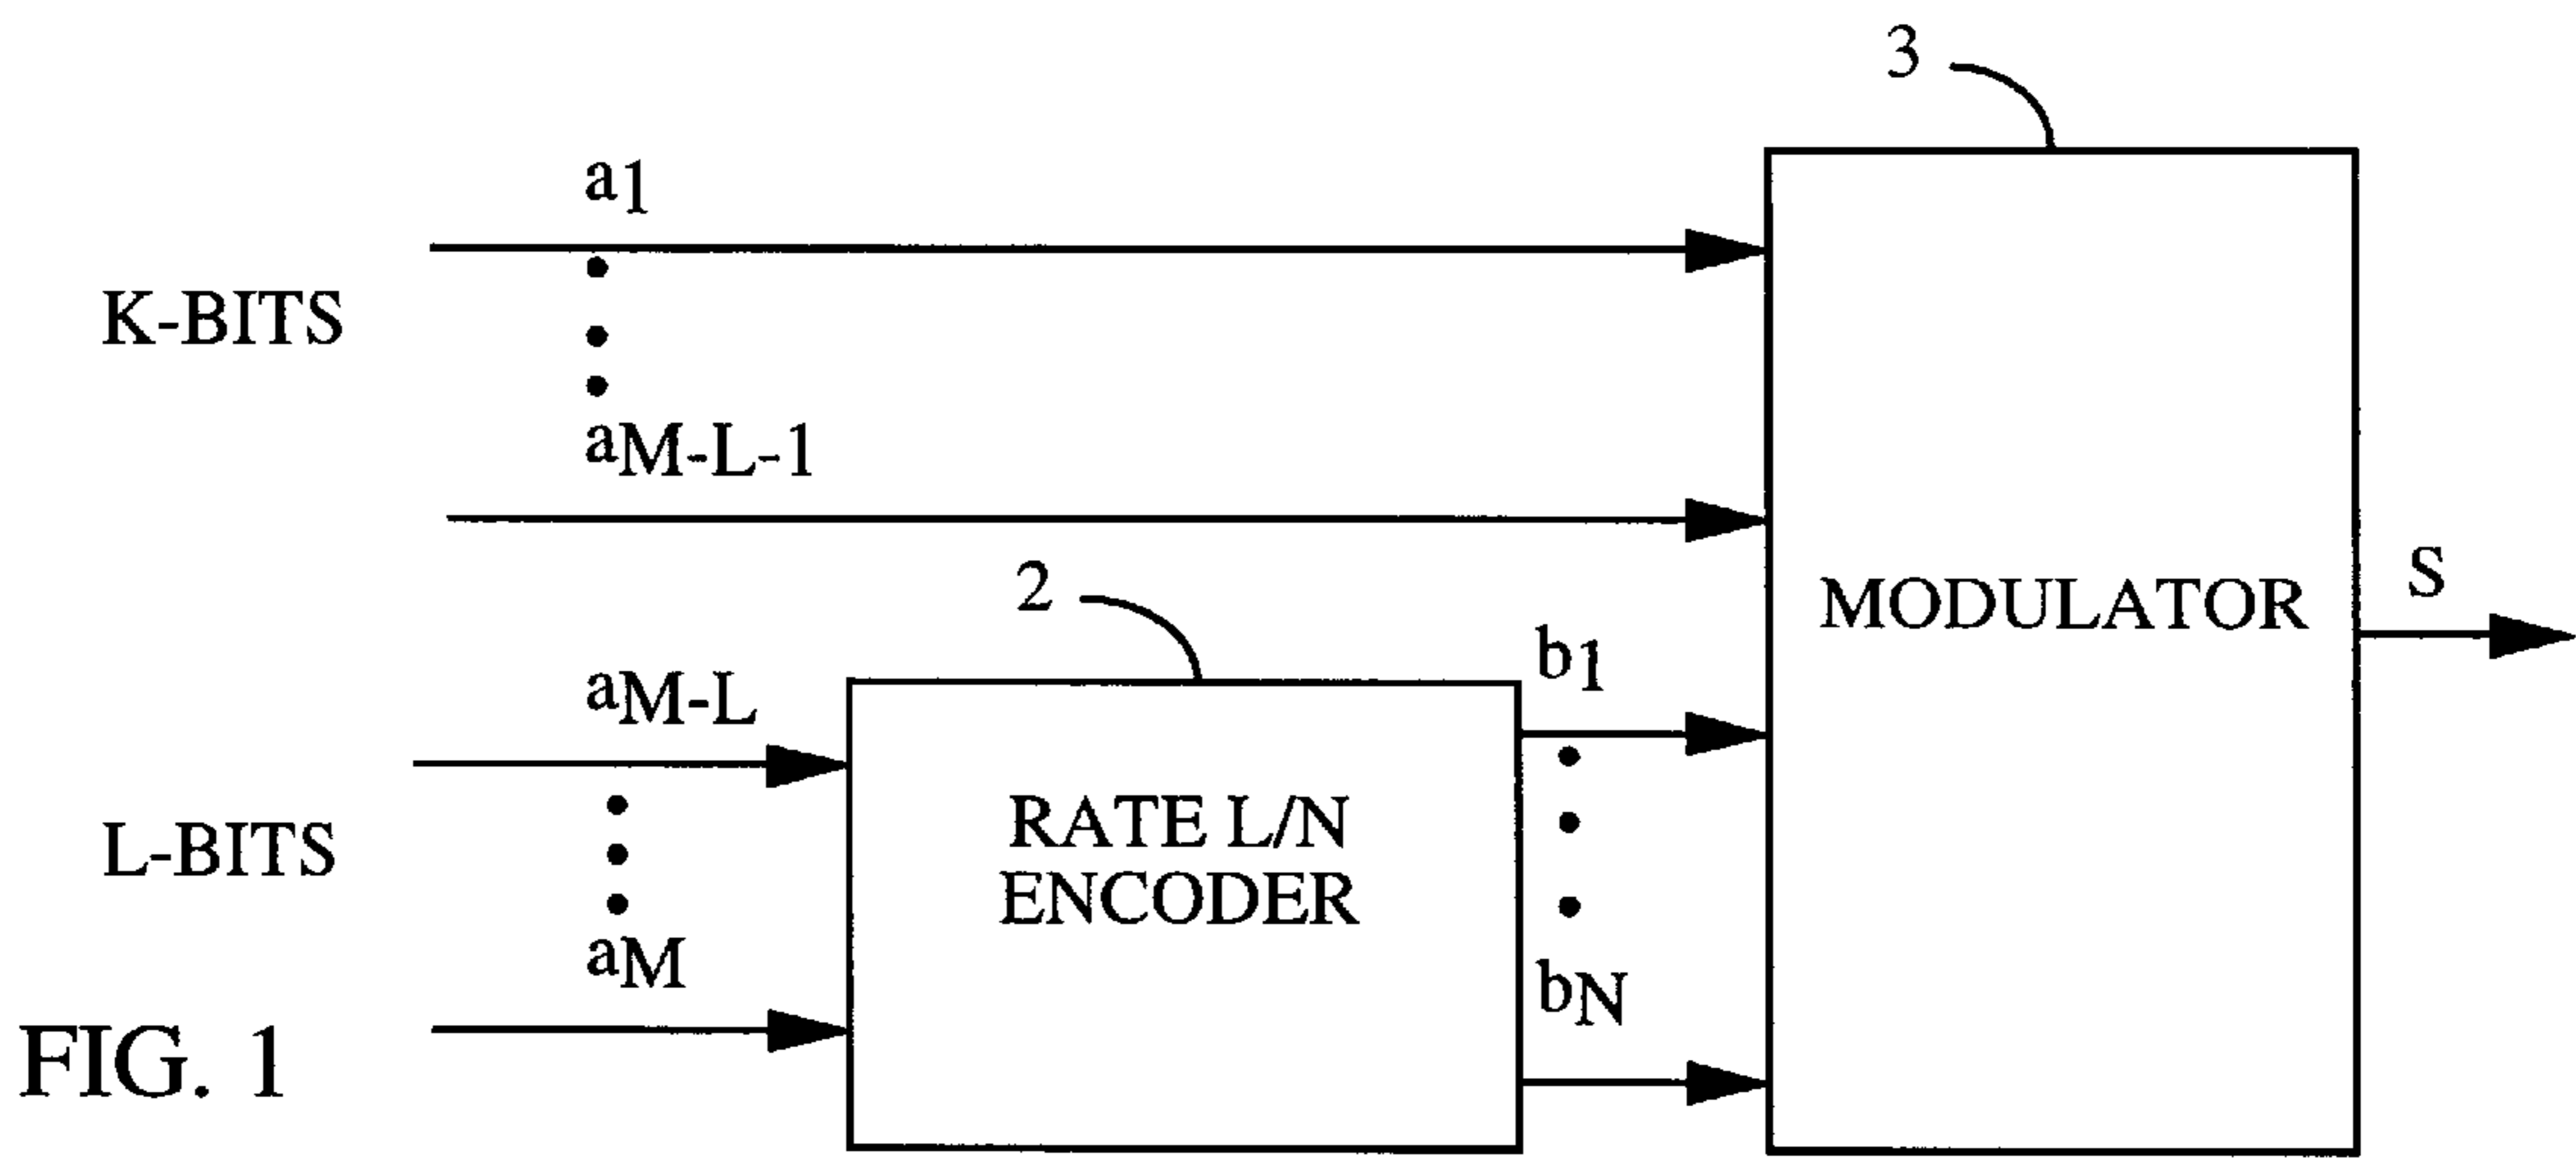 3
a1
K-BITS
aM-L-1
2
MODULATOR
S
b1
aM-L
RATE L/N
ENCODER
L-BITS
aM
bN
FIG. 1